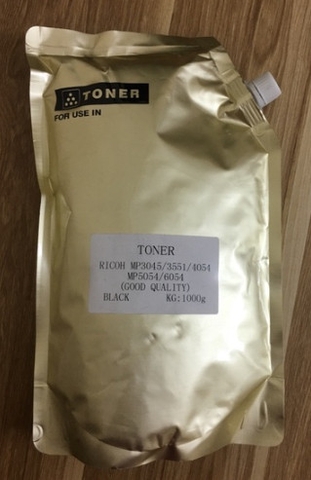 TONER
FOR USE IN
TONER
RICOH MP3045/3551/4054
MP5054/6054
(GOOD QUALITY)
BLACK KG:1000g